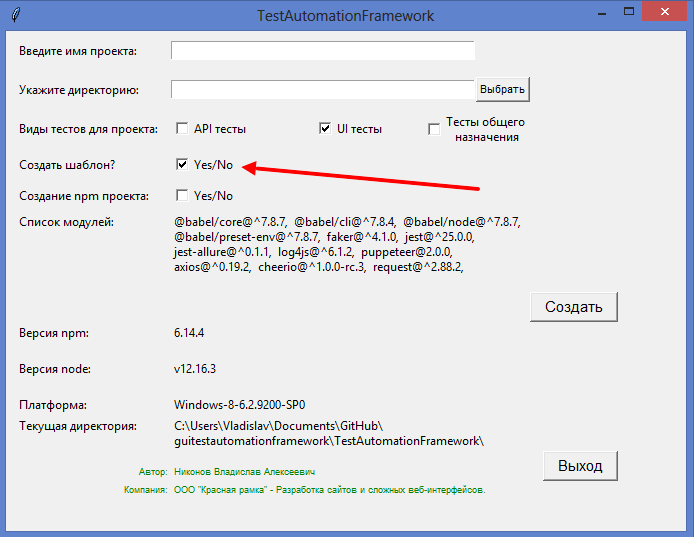 TestAutomationFramework
Введите имя проекта:
Укажите директорию: Выбрать
Виды тестов для проекта: API тесты UI тесты Тесты общего
назначения
Создать шаблон? Yes/No
Создание npm проекта: Yes/No
Список модулей: @babel/core@^7.8.7, @babel/cli@^7.8.4, @babel/node@^7.8.7,
@babel/preset-env@^7.8.7, faker@^4.1.0, jest@^25.0.0,
jest-allure@^0.1.1, log4js@^6.1.2, puppeteer@2.0.0,
axios@^0.19.2, cheerio@^1.0.0-rc.3, request@^2.88.2,
Создать
Версия npm: 6.14.4
Версия node: v12.16.3
Платформа: Windows-8-6.2.9200-SP0
Текущая директория: C:\Users\Vladislav\Documents\GitHub\
guitestautomationframework\TestAutomationFramework\
Выход
Автор: Никонов Владислав Алексеевич
Компания: ООО "Красная рамка" - Разработка сайтов и сложных веб-интерфейсов.